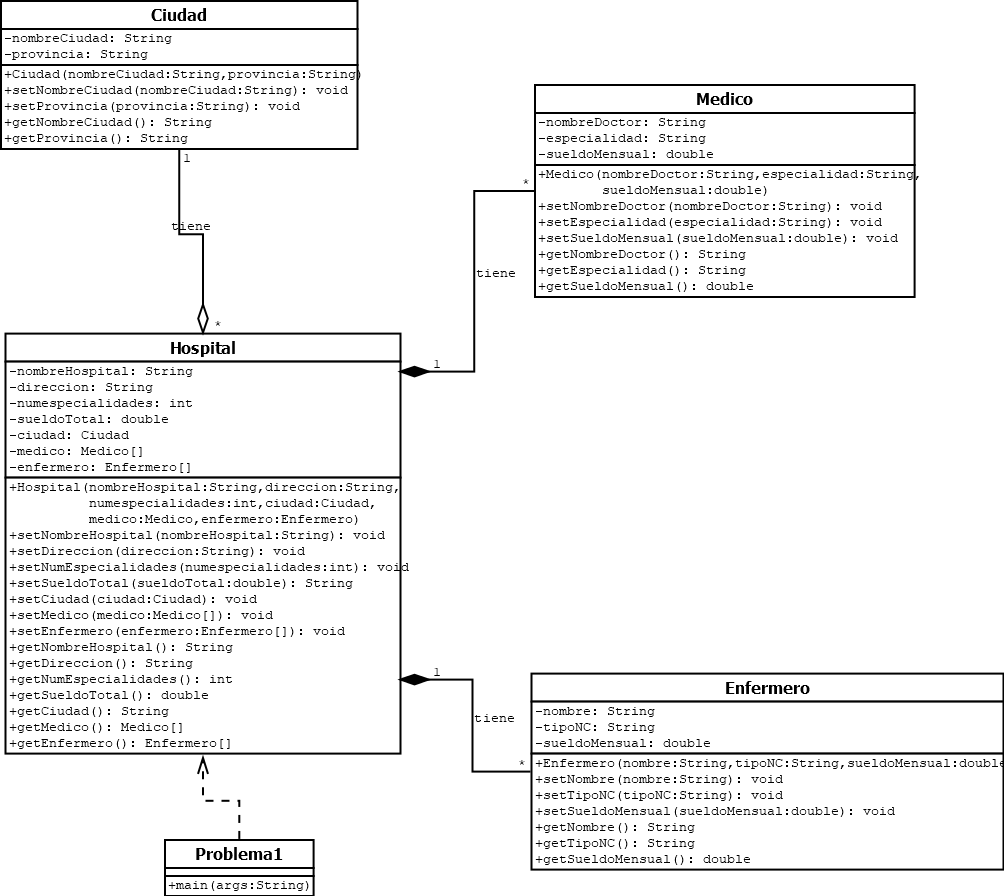 Ciudad
-nombreCiudad: String
-provincia: String
+Ciudad(nombreCiudad:String,provincia:String)
+setNombreCiudad(nombreCiudad:String): void
+setProvincia(provincia:String): void
+getNombreCiudad(): String
+getProvincia(): String
1
tiene
*
Medico
-nombreDoctor: String
-especialidad: String
-sueldoMensual: double
+Medico(nombreDoctor:String,especialidad:String,
sueldoMensual:double)
+setNombreDoctor(nombreDoctor:String): void
+setEspecialidad(especialidad:String): void
+setSueldoMensual(sueldoMensual:double): void
+getNombreDoctor(): String
+getEspecialidad(): String
+getSueldoMensual(): double
*
tiene
1
Hospital
-nombreHospital: String
-direccion: String
-numespecialidades: int
-sueldoTotal: double
-ciudad: Ciudad
-medico: Medico[]
-enfermero: Enfermero[]
+Hospital(nombreHospital:String,direccion:String,
numespecialidades:int,ciudad:Ciudad,
medico:Medico,enfermero:Enfermero)
+setNombreHospital(nombreHospital:String): void
+setDireccion(direccion:String): void
+setNumEspecialidades(numespecialidades:int): void
+setSueldoTotal(sueldoTotal:double): String
+setCiudad(ciudad:Ciudad): void
+setMedico(medico:Medico[]): void
+setEnfermero(enfermero:Enfermero[]): void
+getNombreHospital(): String
+getDireccion(): String
+getNumEspecialidades(): int
+getSueldoTotal(): double
+getCiudad(): String
+getMedico(): Medico[]
+getEnfermero(): Enfermero[]
1
tiene
*
Enfermero
-nombre: String
-tipoNC: String
-sueldoMensual: double
+Enfermero(nombre:String,tipoNC:String,sueldoMensual:double
+setNombre(nombre:String): void
+setTipoNC(tipoNC:String): void
+setSueldoMensual(sueldoMensual:double): void
+getNombre(): String
+getTipoNC(): String
+getSueldoMensual(): double
Problema1
+main(args:String)